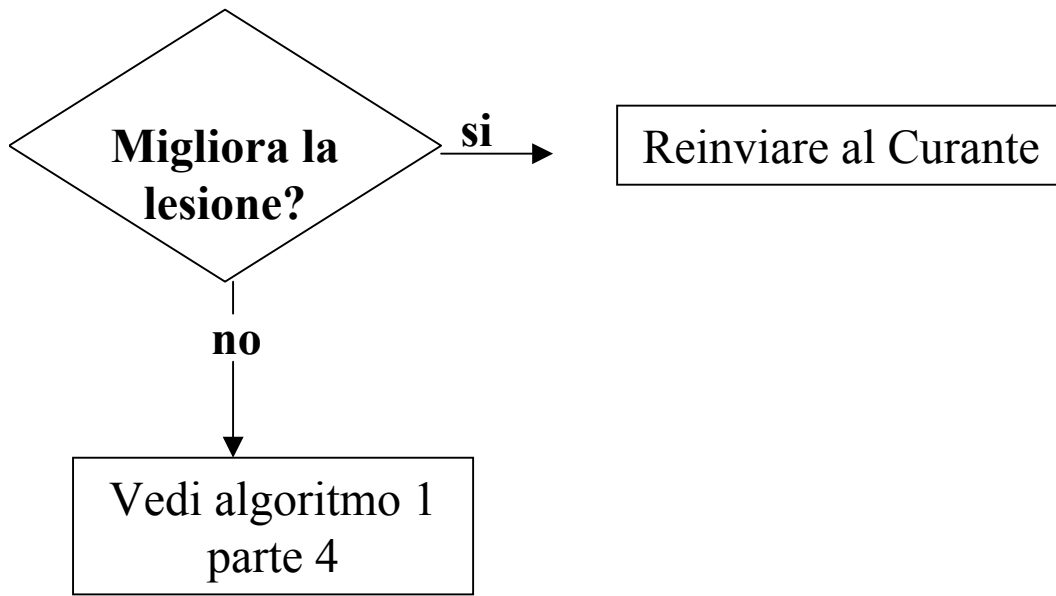 Migliora la
lesione?
si
Reinviare al Curante
no
Vedi algoritmo 1
parte 4